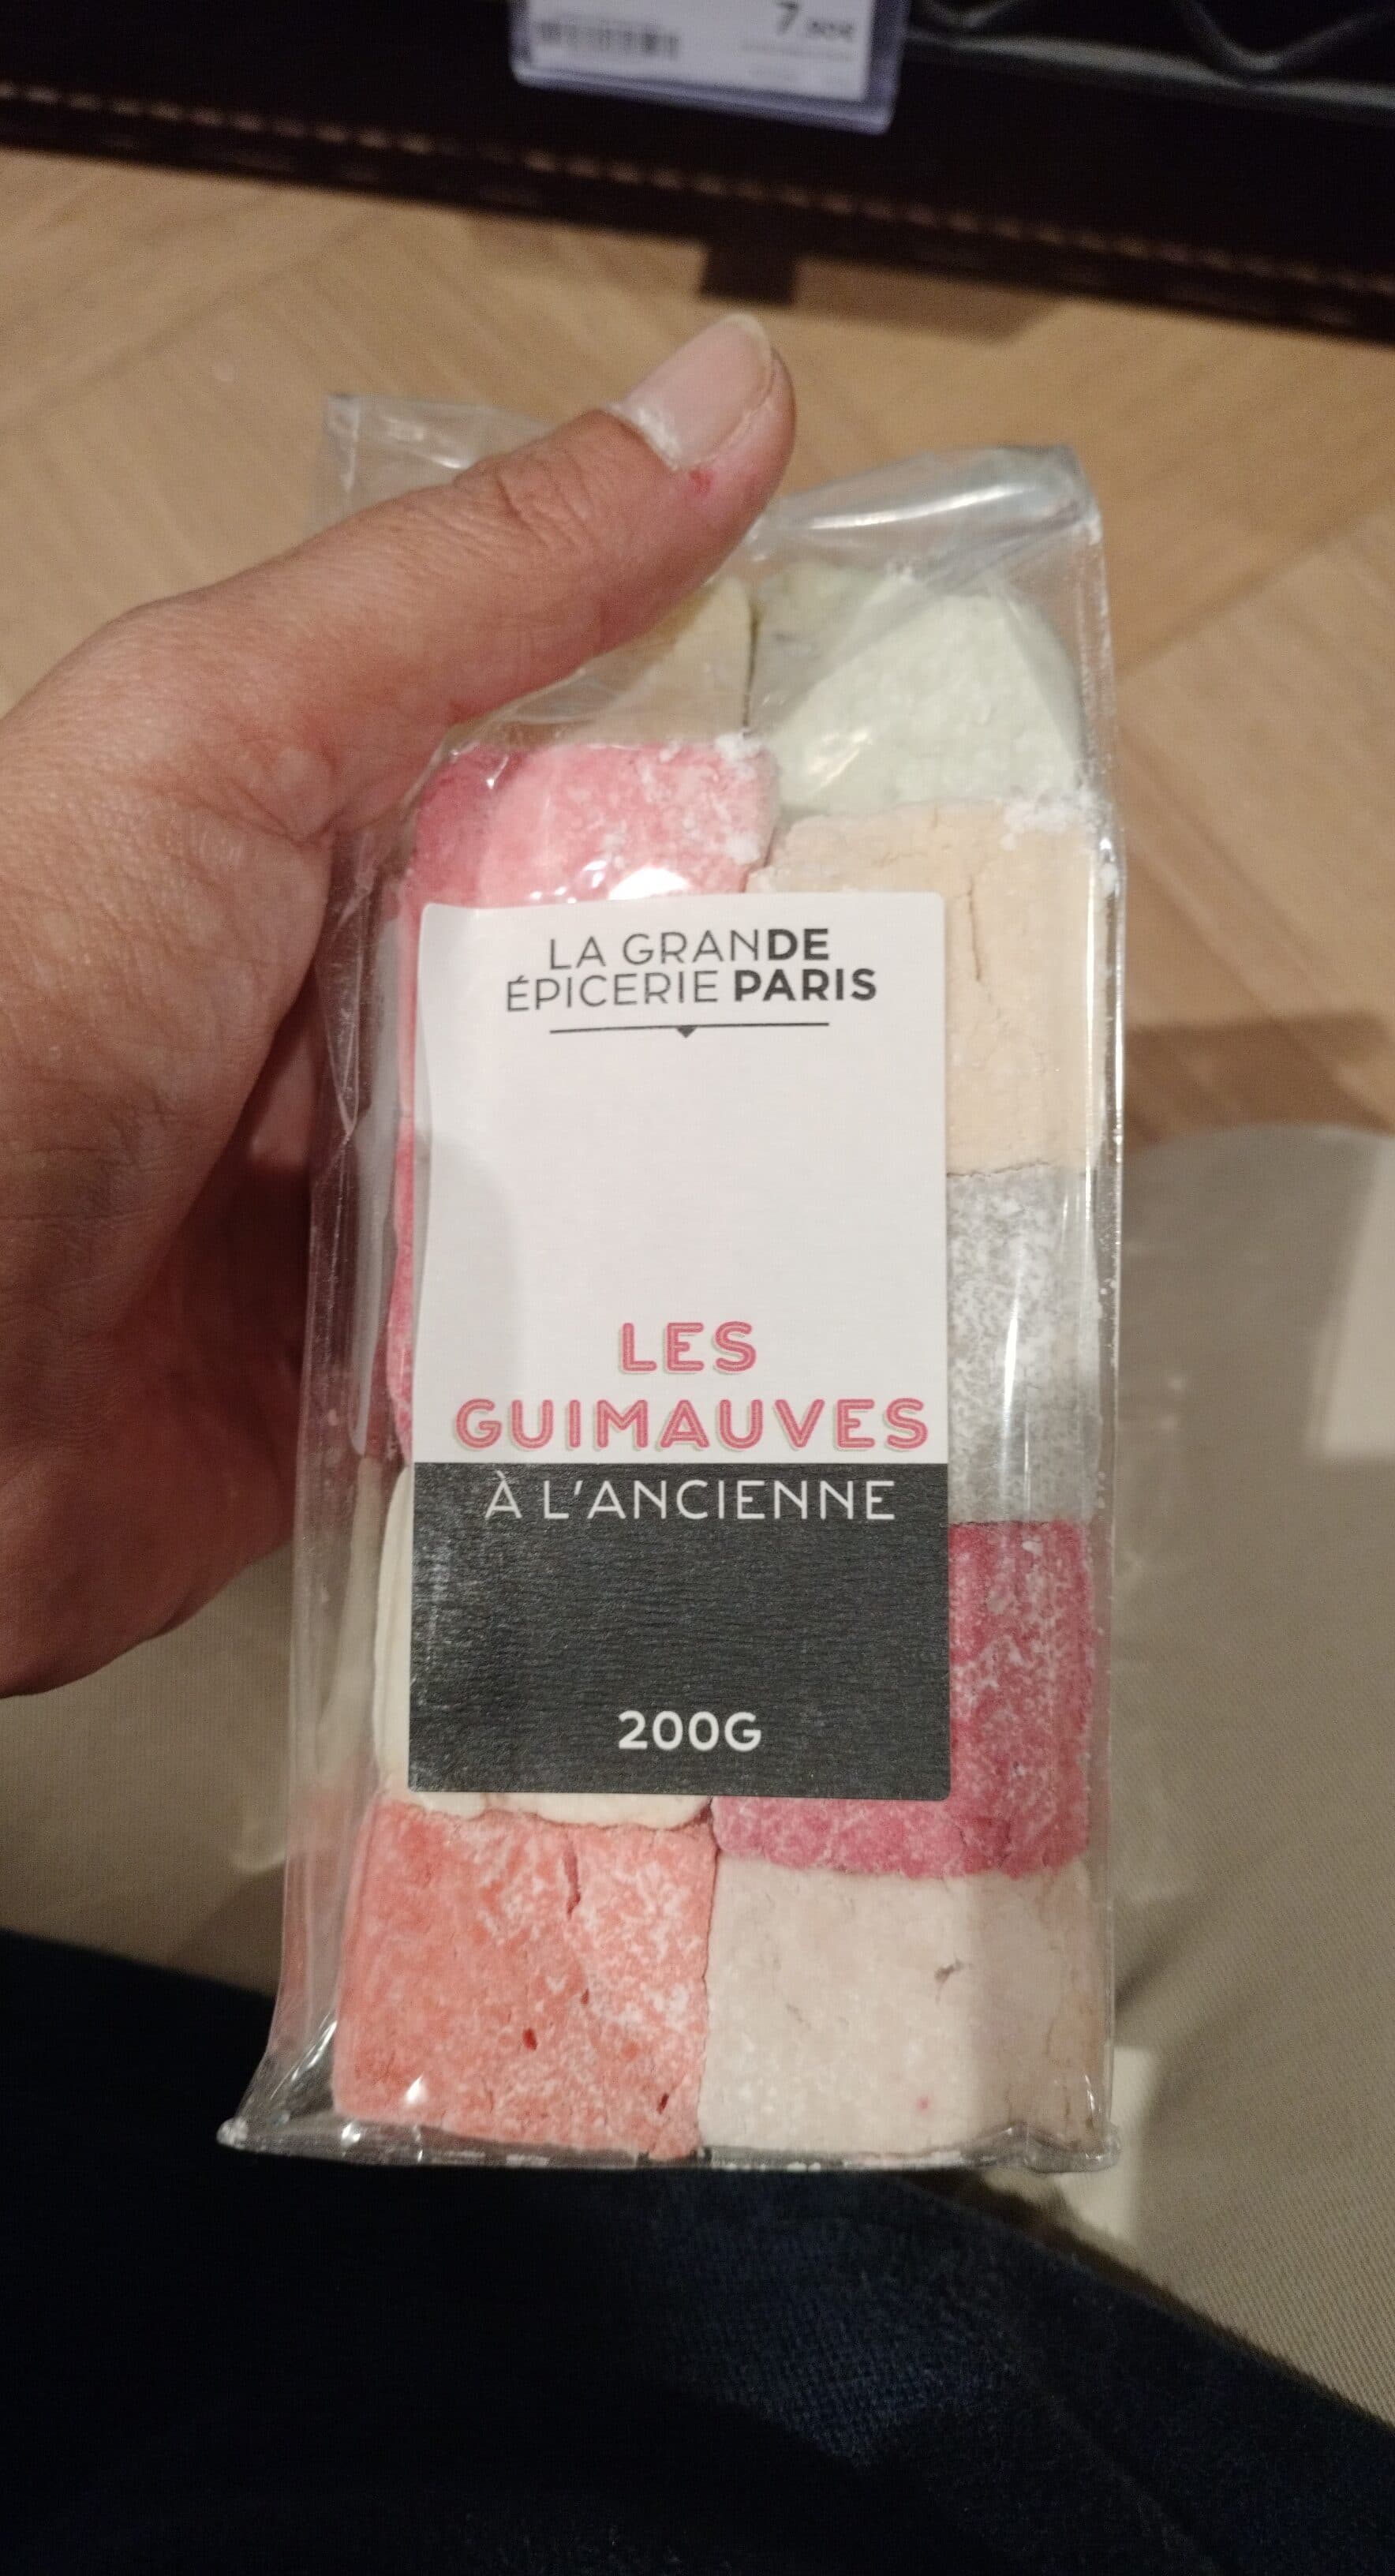 LA GRANDE
ÉPICERIE PARIS
LES
GUIMAUVES
À L'ANCIENNE
200G